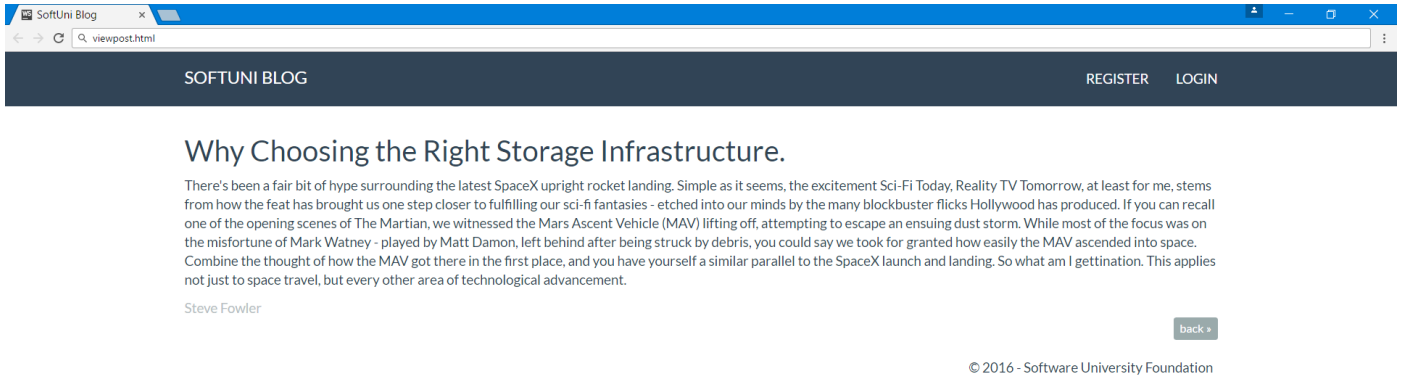 SoftUni Blog
viewpost.html
SOFTUNI BLOG REGISTER LOGIN
Why Choosing the Right Storage Infrastructure.
There's been a fair bit of hype surrounding the latest SpaceX upright rocket landing. Simple as it seems, the excitement Sci-Fi Today, Reality TV Tomorrow, at least for me, stems
from how the feat has brought us one step closer to fulfilling our sci-fi fantasies - etched into our minds by the many blockbuster flicks Hollywood has produced. If you can recall
one of the opening scenes of The Martian, we witnessed the Mars Ascent Vehicle (MAV) lifting off, attempting to escape an ensuing dust storm. While most of the focus was on
the misfortune of Mark Watney - played by Matt Damon, left behind after being struck by debris, you could say we took for granted how easily the MAV ascended into space.
Combine the thought of how the MAV got there in the first place, and you have yourself a similar parallel to the SpaceX launch and landing. So what am I gettination. This applies
not just to space travel, but every other area of technological advancement.
Steve Fowler
back »
© 2016 - Software University Foundation